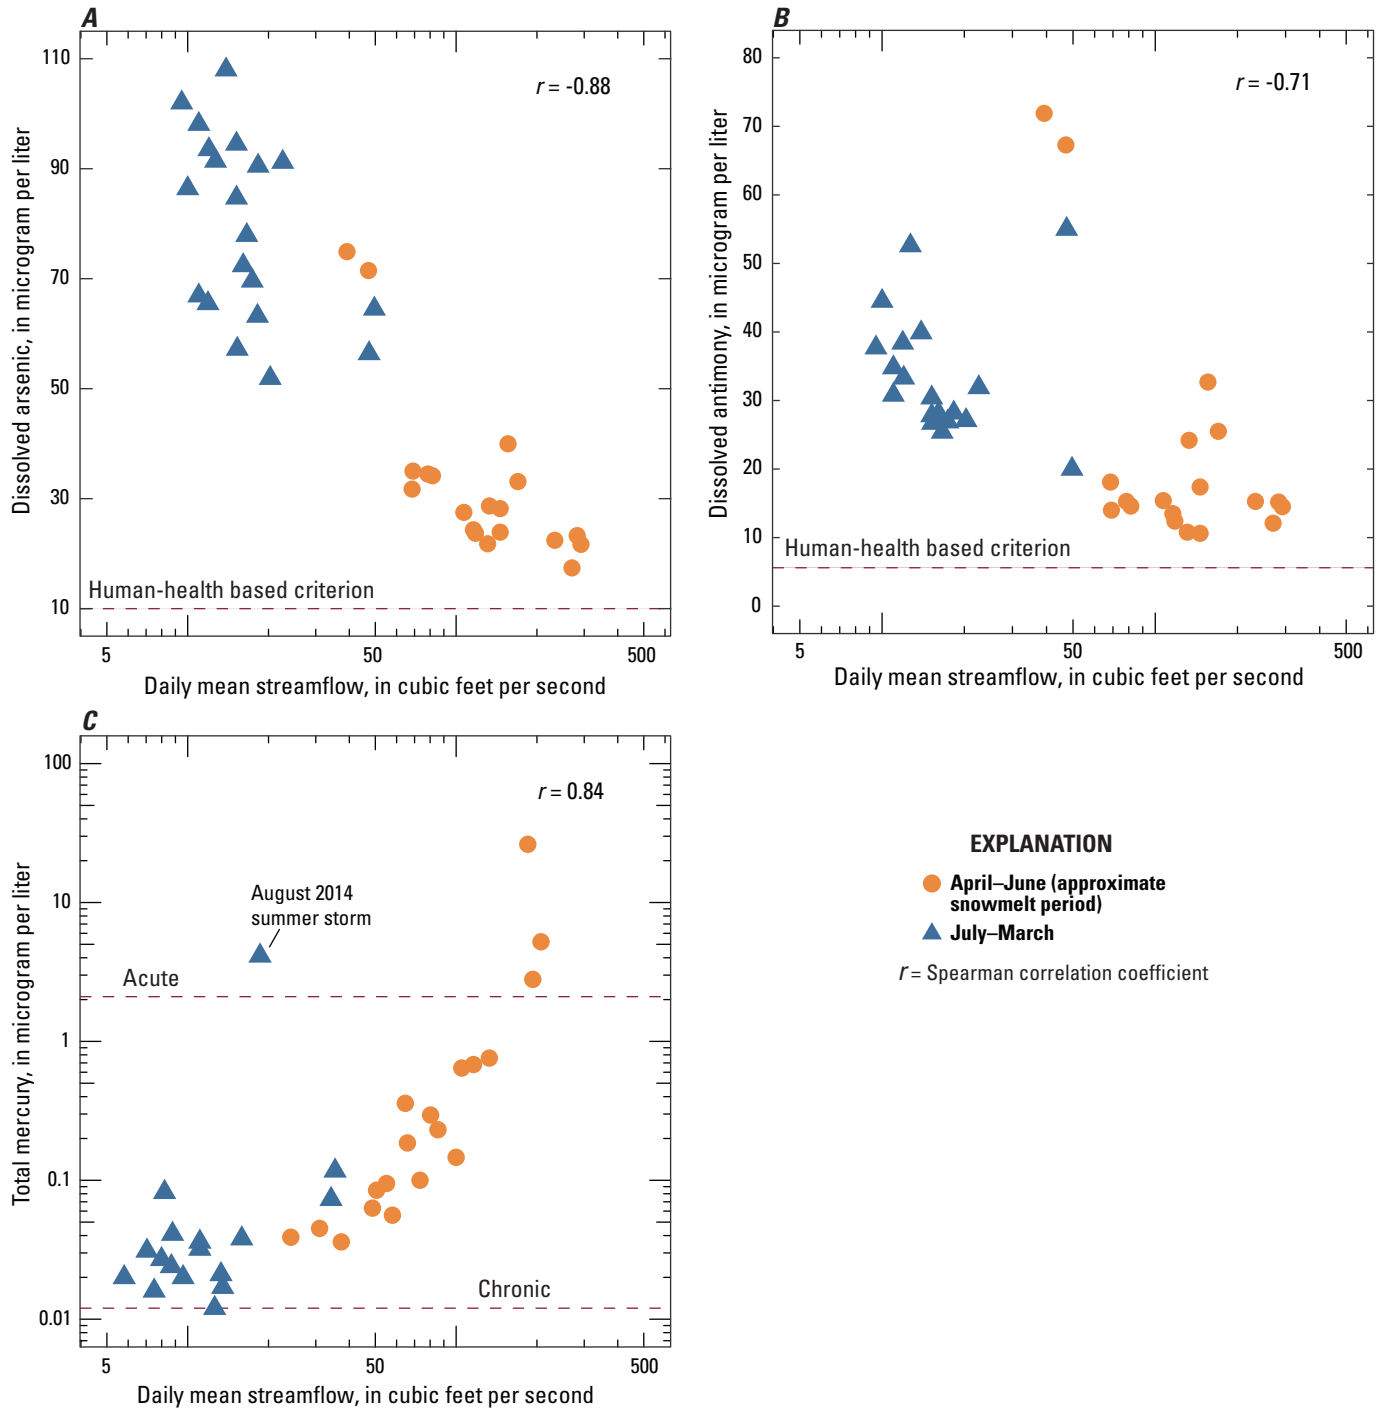 A
110
90
70
50
30
10
r = -0.88
Human-health based criterion
Dissolved arsenic, in microgram per liter
5
50
500
Daily mean streamflow, in cubic feet per second
B
80
70
60
50
40
30
20
10
0
r = -0.71
Human-health based criterion
Dissolved antimony, in microgram per liter
5
50
500
Daily mean streamflow, in cubic feet per second
C
100
10
1
0.1
0.01
r = 0.84
August 2014
summer storm
Acute
Chronic
Total mercury, in microgram per liter
5
50
500
Daily mean streamflow, in cubic feet per second
EXPLANATION
April–June (approximate
snowmelt period)
July–March
r = Spearman correlation coefficient